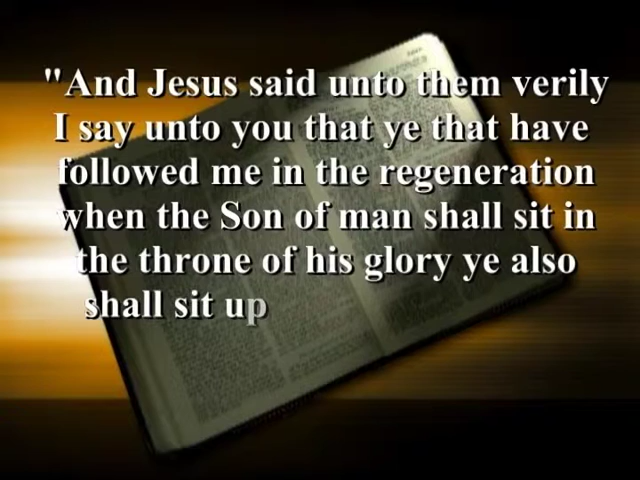 "And Jesus said unto them verily
I say unto you that ye that have
followed me in the regeneration
when the Son of man shall sit in
the throne of his glory ye also
shall sit up